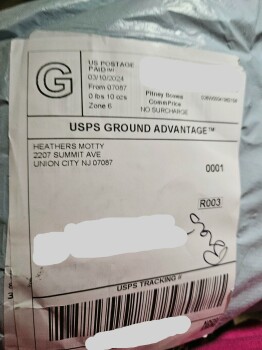 G
US POSTAGE
PAID IMI
03/10/2024
From 07087
0 lbs 10 ozs
Zone 6
Pitney Bowes
CommPrice
NO SURCHARGE
USPS GROUND ADVANTAGE™
HEATHERS MOTTY
2207 SUMMIT AVE
UNION CITY NJ 07087
0001
R003
USPS TRACKING #